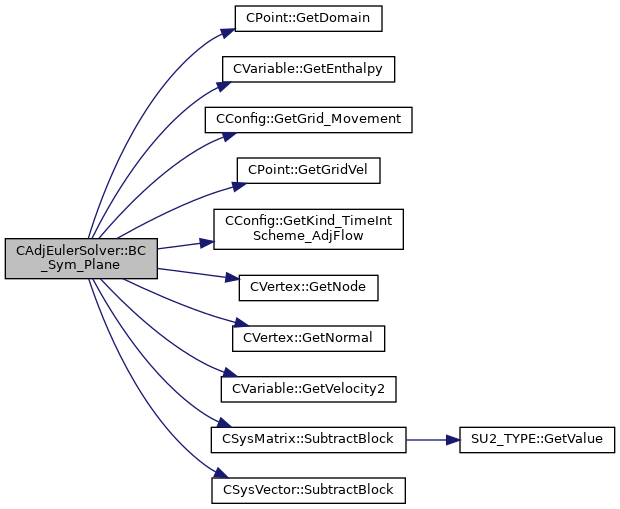 CPoint::GetDomain
CVariable::GetEnthalpy
CConfig::GetGrid_Movement
CPoint::GetGridVel
CConfig::GetKind_TimeInt
Scheme_AdjFlow
CAdjEulerSolver::BC
_Sym_Plane
CVertex::GetNode
CVertex::GetNormal
CVariable::GetVelocity2
CSysMatrix::SubtractBlock
SU2_TYPE::GetValue
CSysVector::SubtractBlock